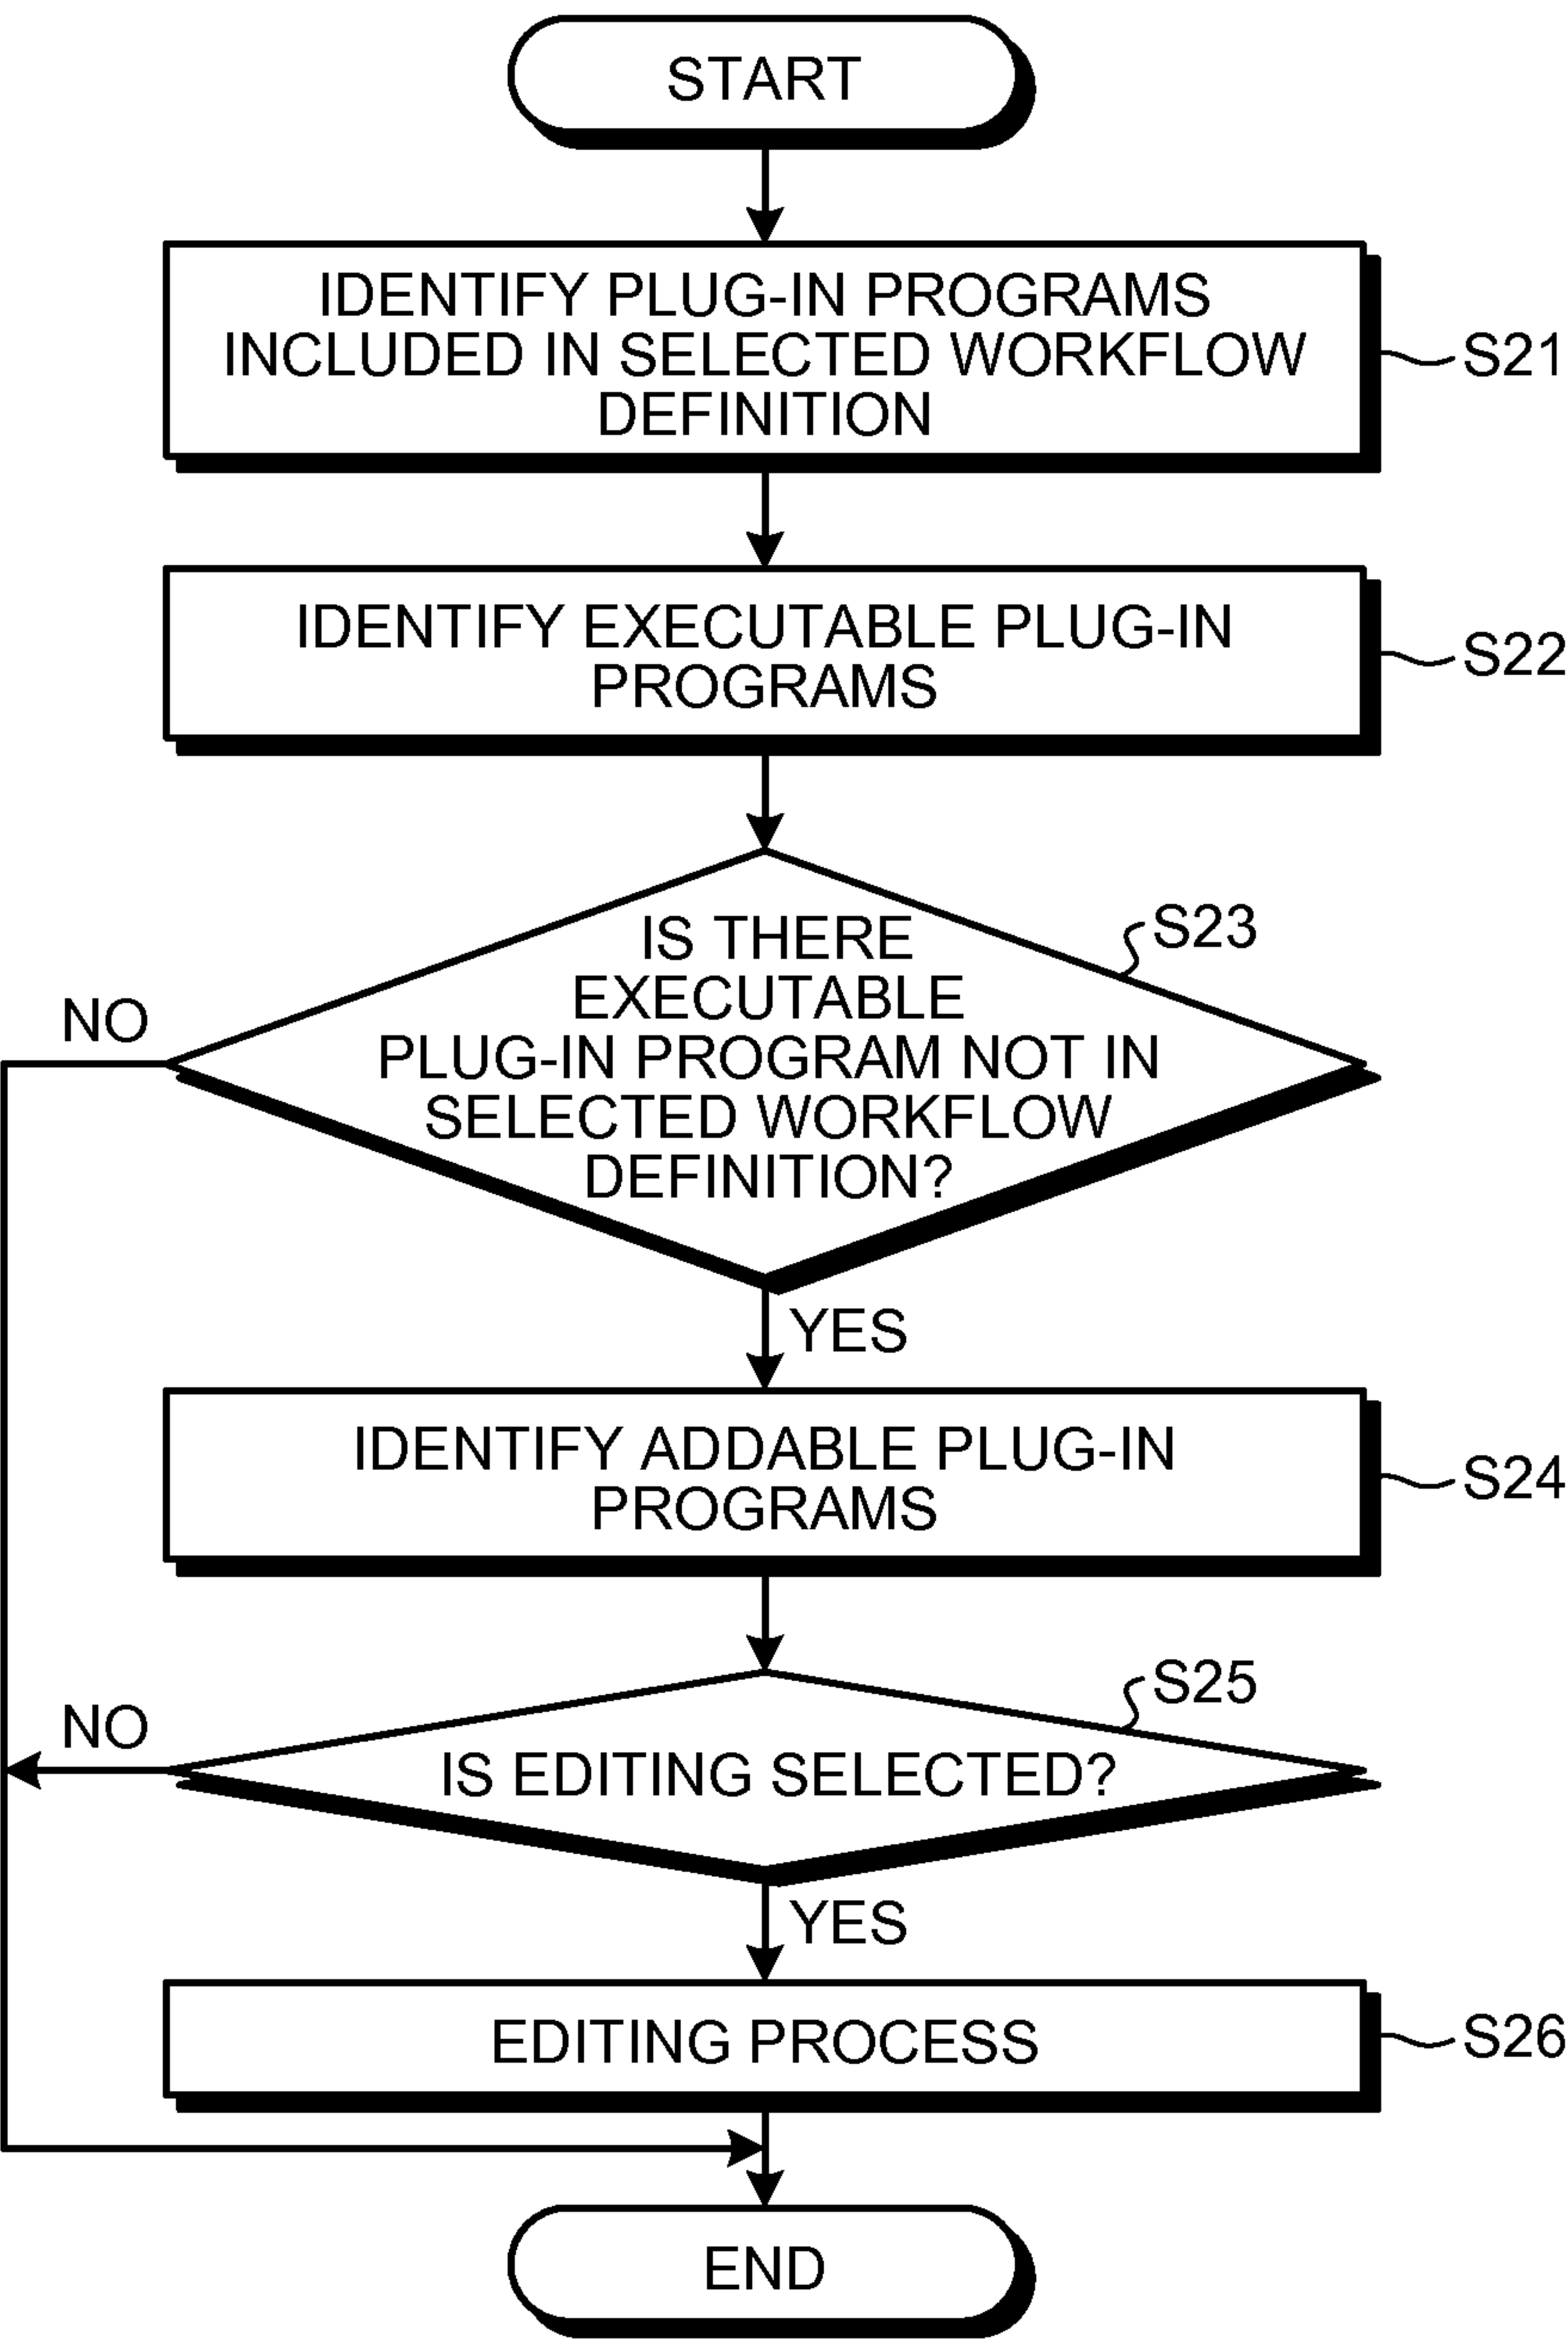 START
IDENTIFY PLUG-IN PROGRAMS
INCLUDED IN SELECTED WORKFLOW
DEFINITION
S21
IDENTIFY EXECUTABLE PLUG-IN
PROGRAMS
S22
IS THERE
EXECUTABLE
PLUG-IN PROGRAM NOT IN
SELECTED WORKFLOW
DEFINITION?
S23
NO
YES
IDENTIFY ADDABLE PLUG-IN
PROGRAMS
S24
IS EDITING SELECTED?
S25
NO
YES
EDITING PROCESS
S26
END